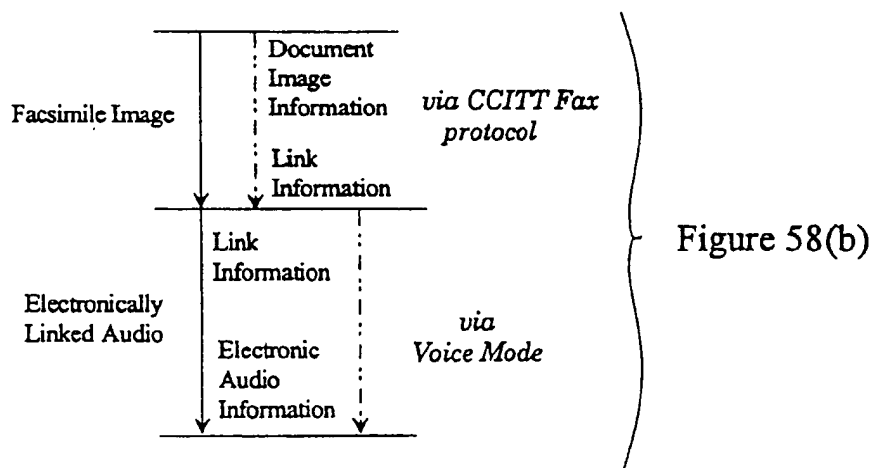 Document
Image
Information
Facsimile Image
via CCITT Fax
protocol
Link
Information
Figure 58(b)
Link
Information
Electronically
Linked Audio
via
Voice Mode
Electronic
Audio
Information